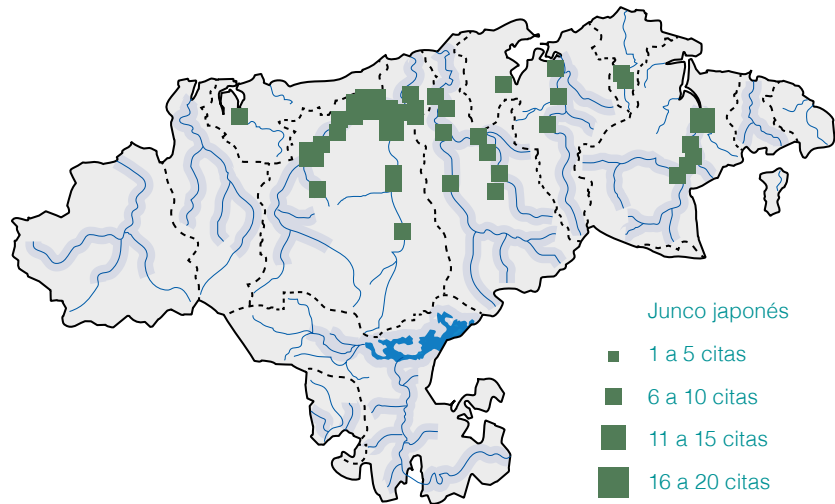 Junco japonés
1 a 5 citas
6 a 10 citas
11 a 15 citas
16 a 20 citas